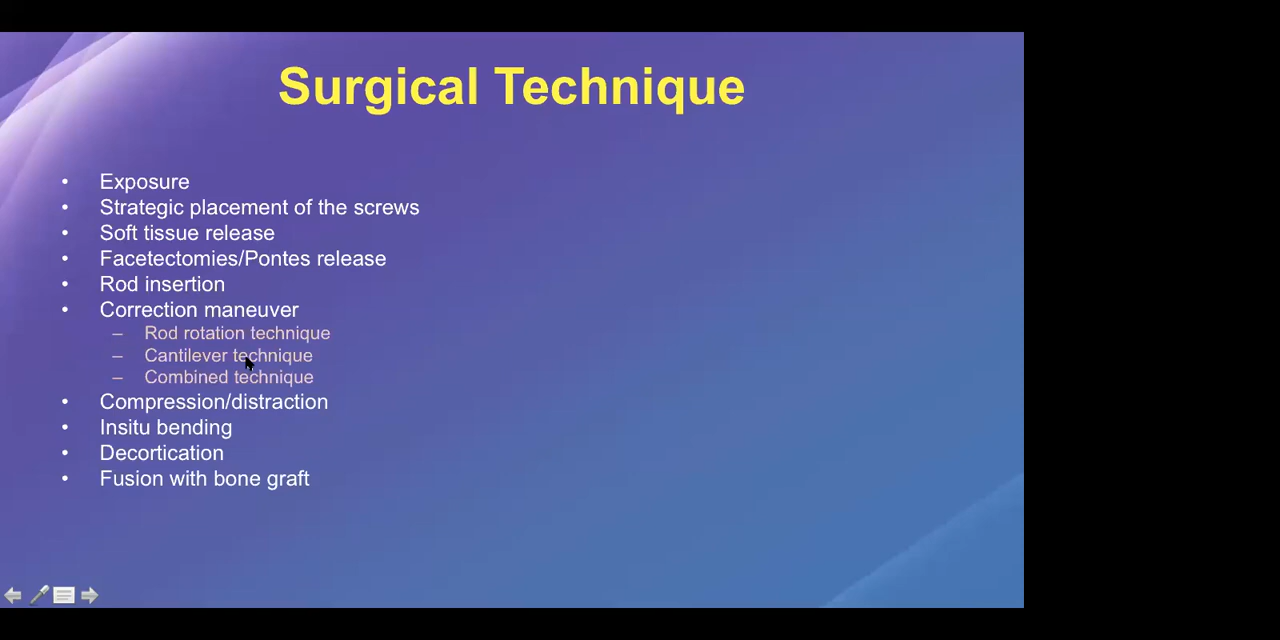 Surgical Technique
• Exposure
• Strategic placement of the screws
• Soft tissue release
• Facetectomies/Pontes release
• Rod insertion
• Correction maneuver
– Rod rotation technique
– Cantilever technique
– Combined technique
• Compression/distraction
• Insitu bending
• Decortication
• Fusion with bone graft